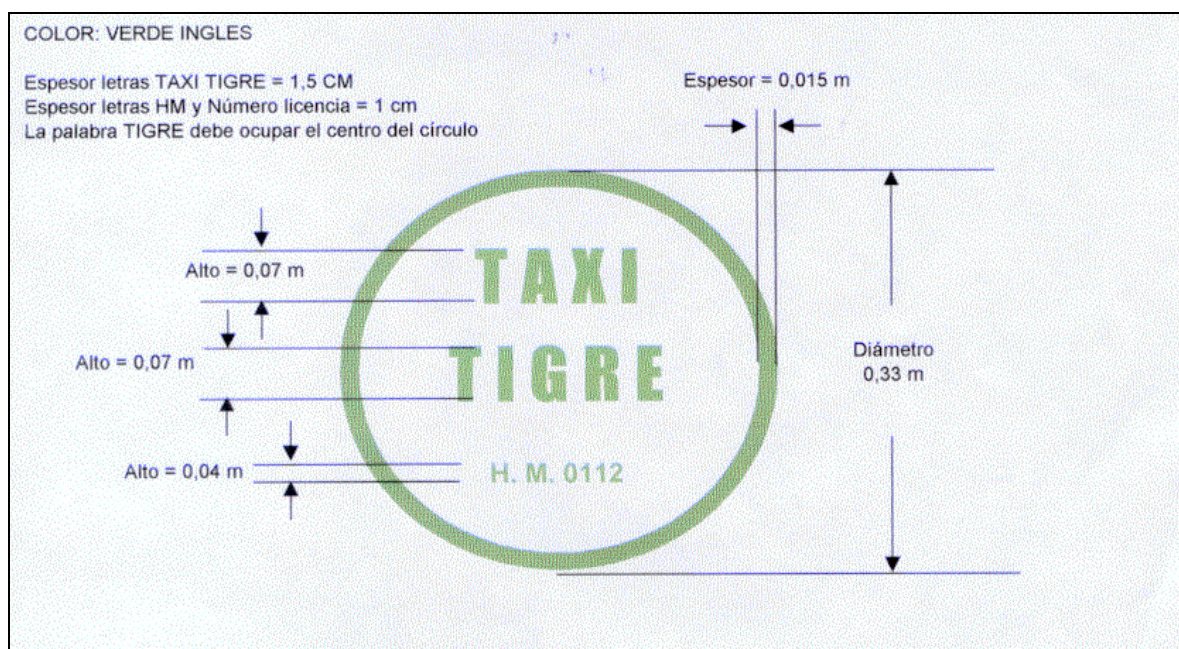 COLOR: VERDE INGLES
Espesor letras TAXI TIGRE = 1,5 CM
Espesor letras HM y Número licencia = 1 cm
La palabra TIGRE debe ocupar el centro del círculo
Espesor = 0,015 m
TAXI
Alto = 0,07 m
TIGRE
Alto = 0,07 m
Diámetro
0,33 m
Alto = 0,04 m
H. M. 0112